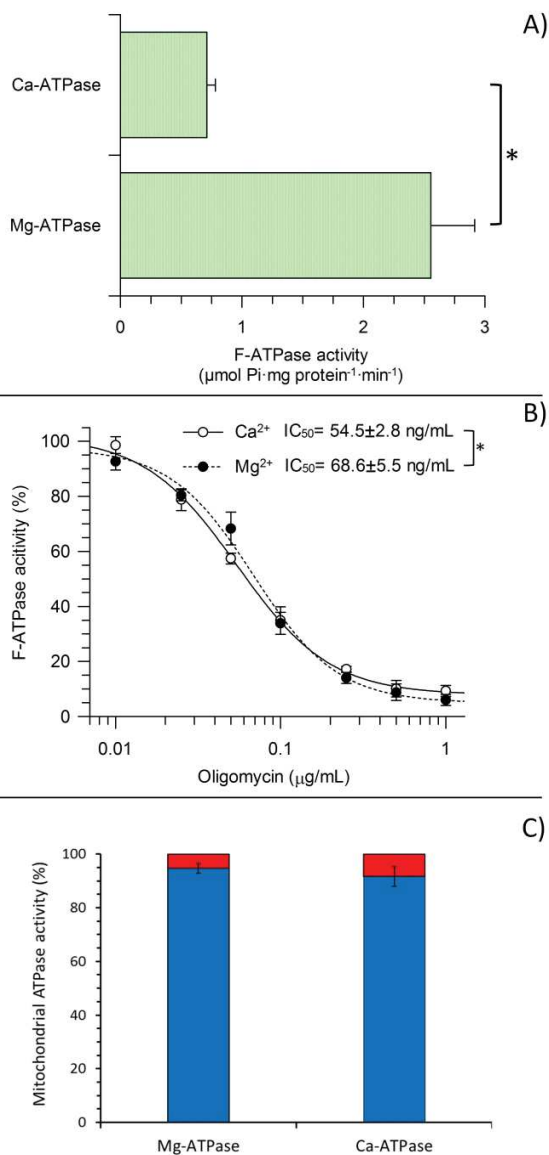 A)
Ca-ATPase
*
Mg-ATPase
0 1 2 3
F-ATPase activity
(µmol Pi·mg protein⁻¹·min⁻¹)
B)
Ca²⁺ IC₅₀= 54.5±2.8 ng/mL
Mg²⁺ IC₅₀= 68.6±5.5 ng/mL
*
100
80
60
40
20
0
F-ATPase acitivity (%)
0.01 0.1 1
Oligomycin (µg/mL)
C)
100
80
60
40
20
0
Mitochondrial ATPase activity (%)
Mg-ATPase Ca-ATPase